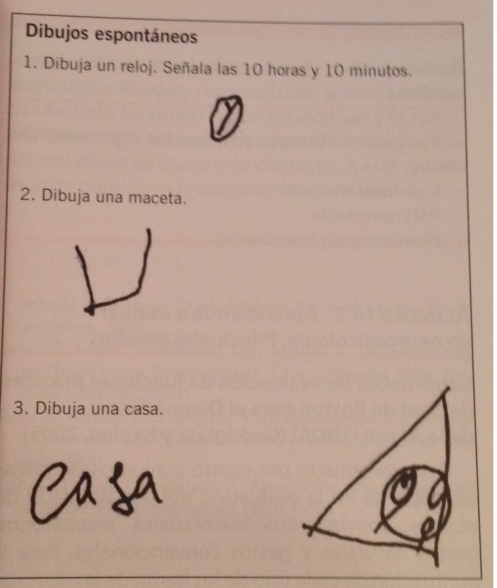 Dibujos espontáneos
1. Dibuja un reloj. Señala las 10 horas y 10 minutos.
2. Dibuja una maceta.
3. Dibuja una casa.
casa